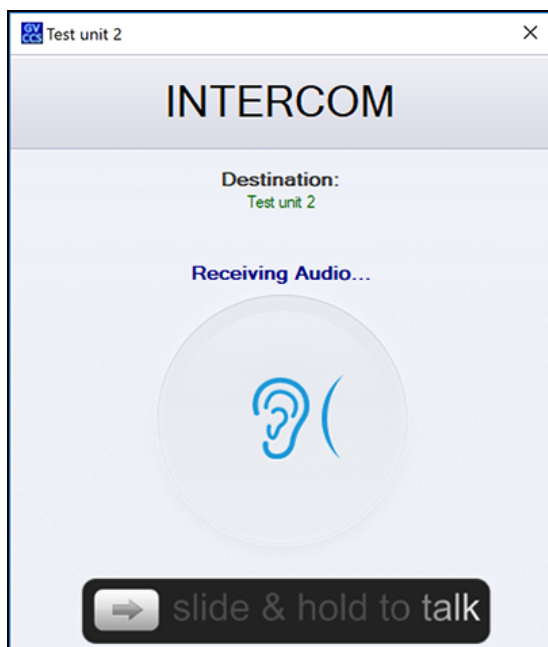 GV
CCS
Test unit 2
INTERCOM
Destination:
Test unit 2
Receiving Audio...
slide & hold to talk